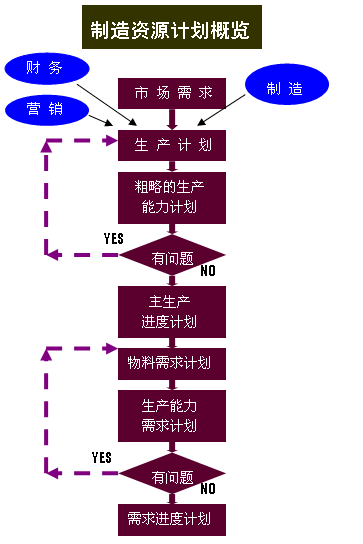 制造资源计划概览
财 务
制 造
营 销
市 场 需 求
生 产 计 划
粗略的生产
能力计划
YES
有问题
NO
主生产
进度计划
物料需求计划
生产能力
需求计划
YES
有问题
NO
需求进度计划